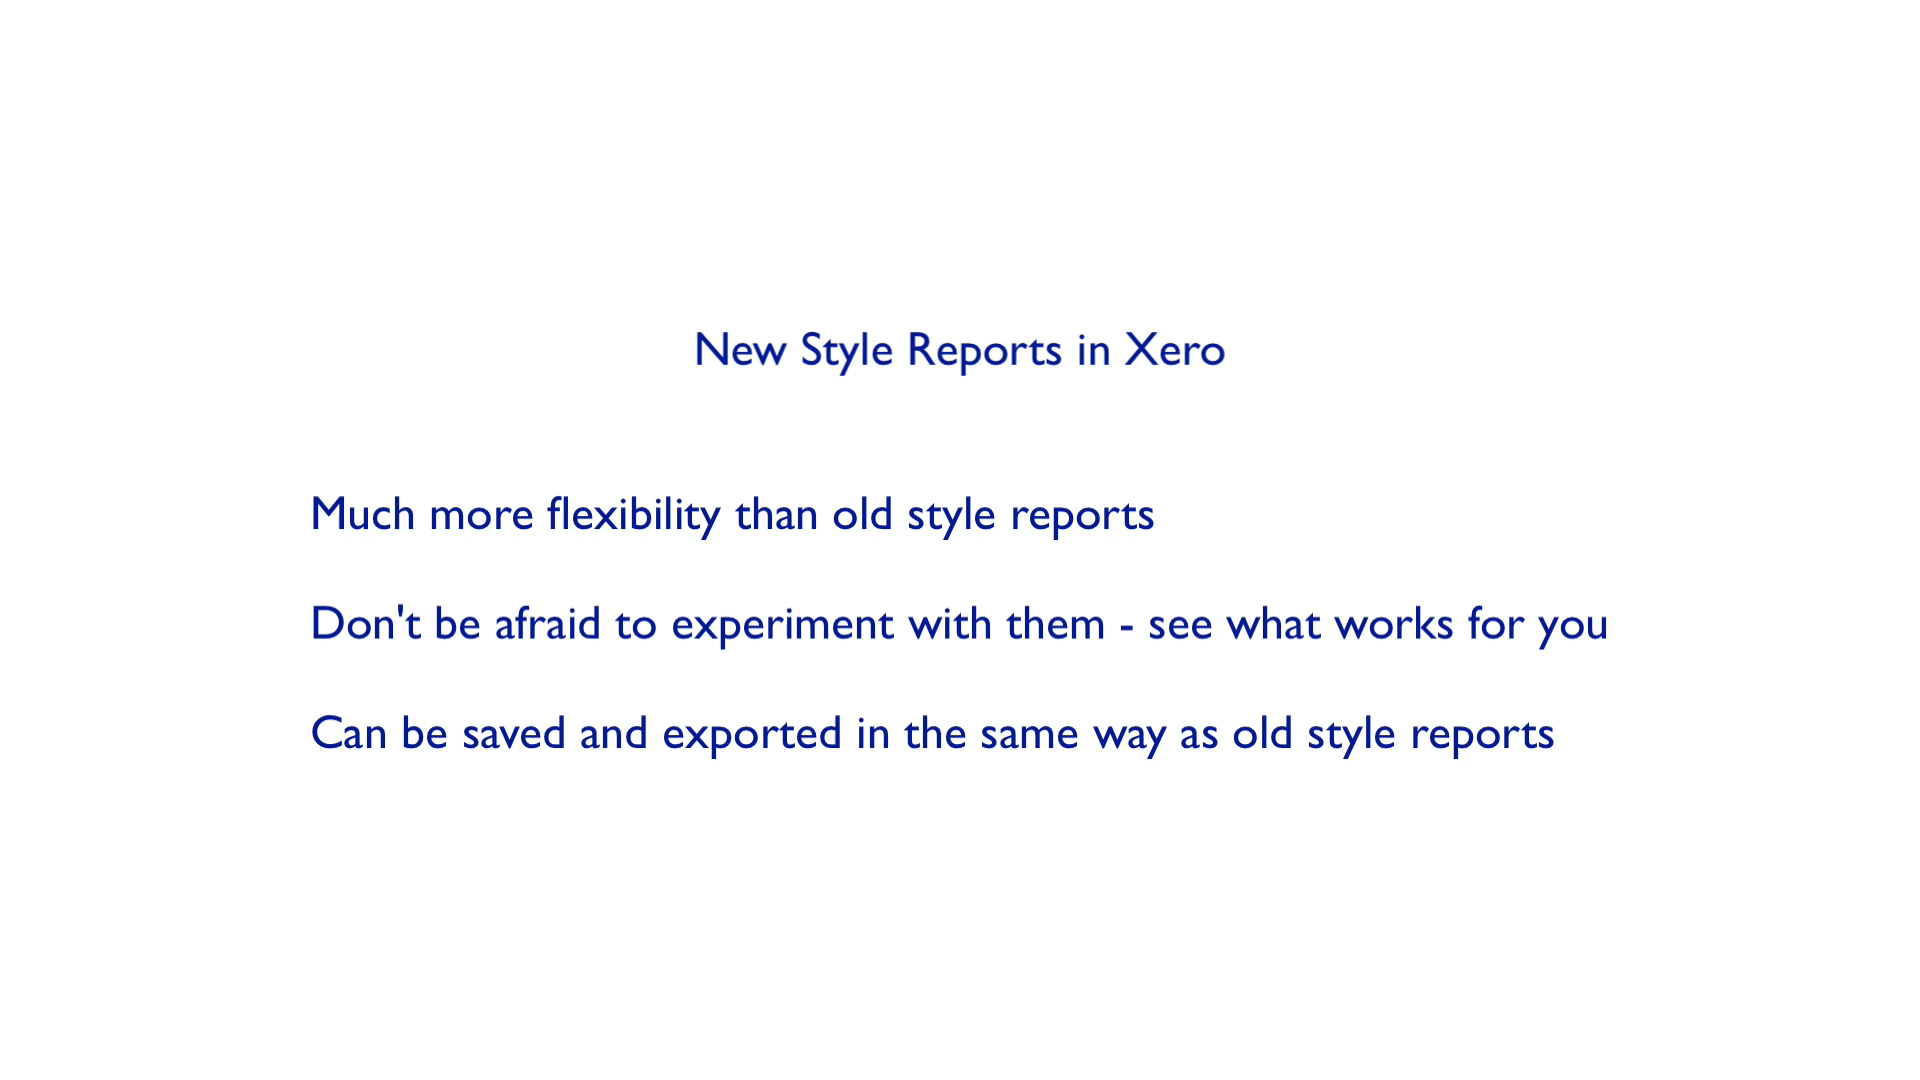 New Style Reports in Xero
Much more flexibility than old style reports
Don't be afraid to experiment with them - see what works for you
Can be saved and exported in the same way as old style reports